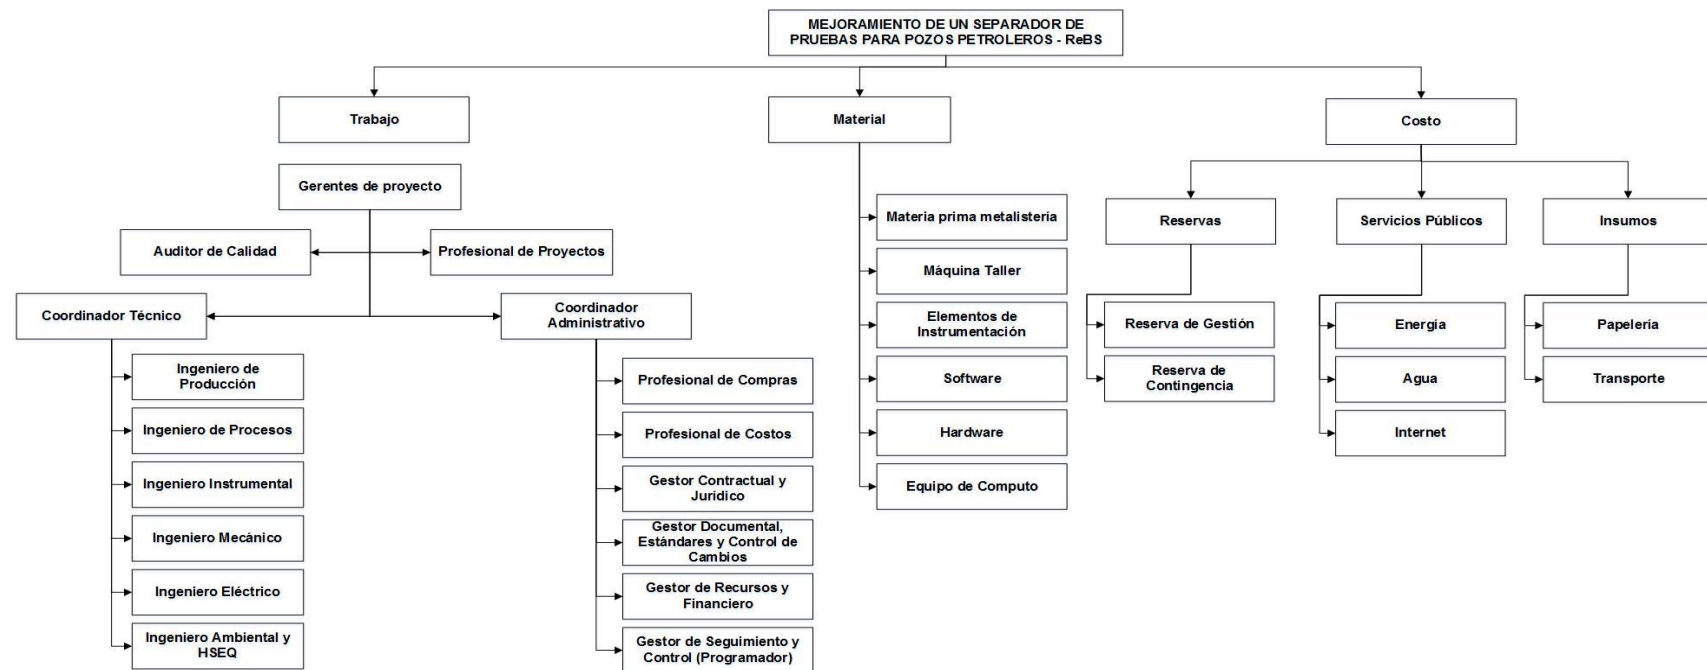 MEJORAMIENTO DE UN SEPARADOR DE
PRUEBAS PARA POZOS PETROLEROS - ReBS
Trabajo
Material
Costo
Gerentes de proyecto
Auditor de Calidad
Profesional de Proyectos
Coordinador Técnico
Coordinador
Administrativo
Ingeniero de
Producción
Ingeniero de Procesos
Ingeniero Instrumental
Ingeniero Mecánico
Ingeniero Eléctrico
Ingeniero Ambiental y
HSEQ
Profesional de Compras
Profesional de Costos
Gestor Contractual y
Jurídico
Gestor Documental,
Estándares y Control de
Cambios
Gestor de Recursos y
Financiero
Gestor de Seguimiento y
Control (Programador)
Materia prima metalistería
Máquina Taller
Elementos de
Instrumentación
Software
Hardware
Equipo de Computo
Reservas
Reserva de Gestión
Reserva de
Contingencia
Servicios Públicos
Energía
Agua
Internet
Insumos
Papelería
Transporte